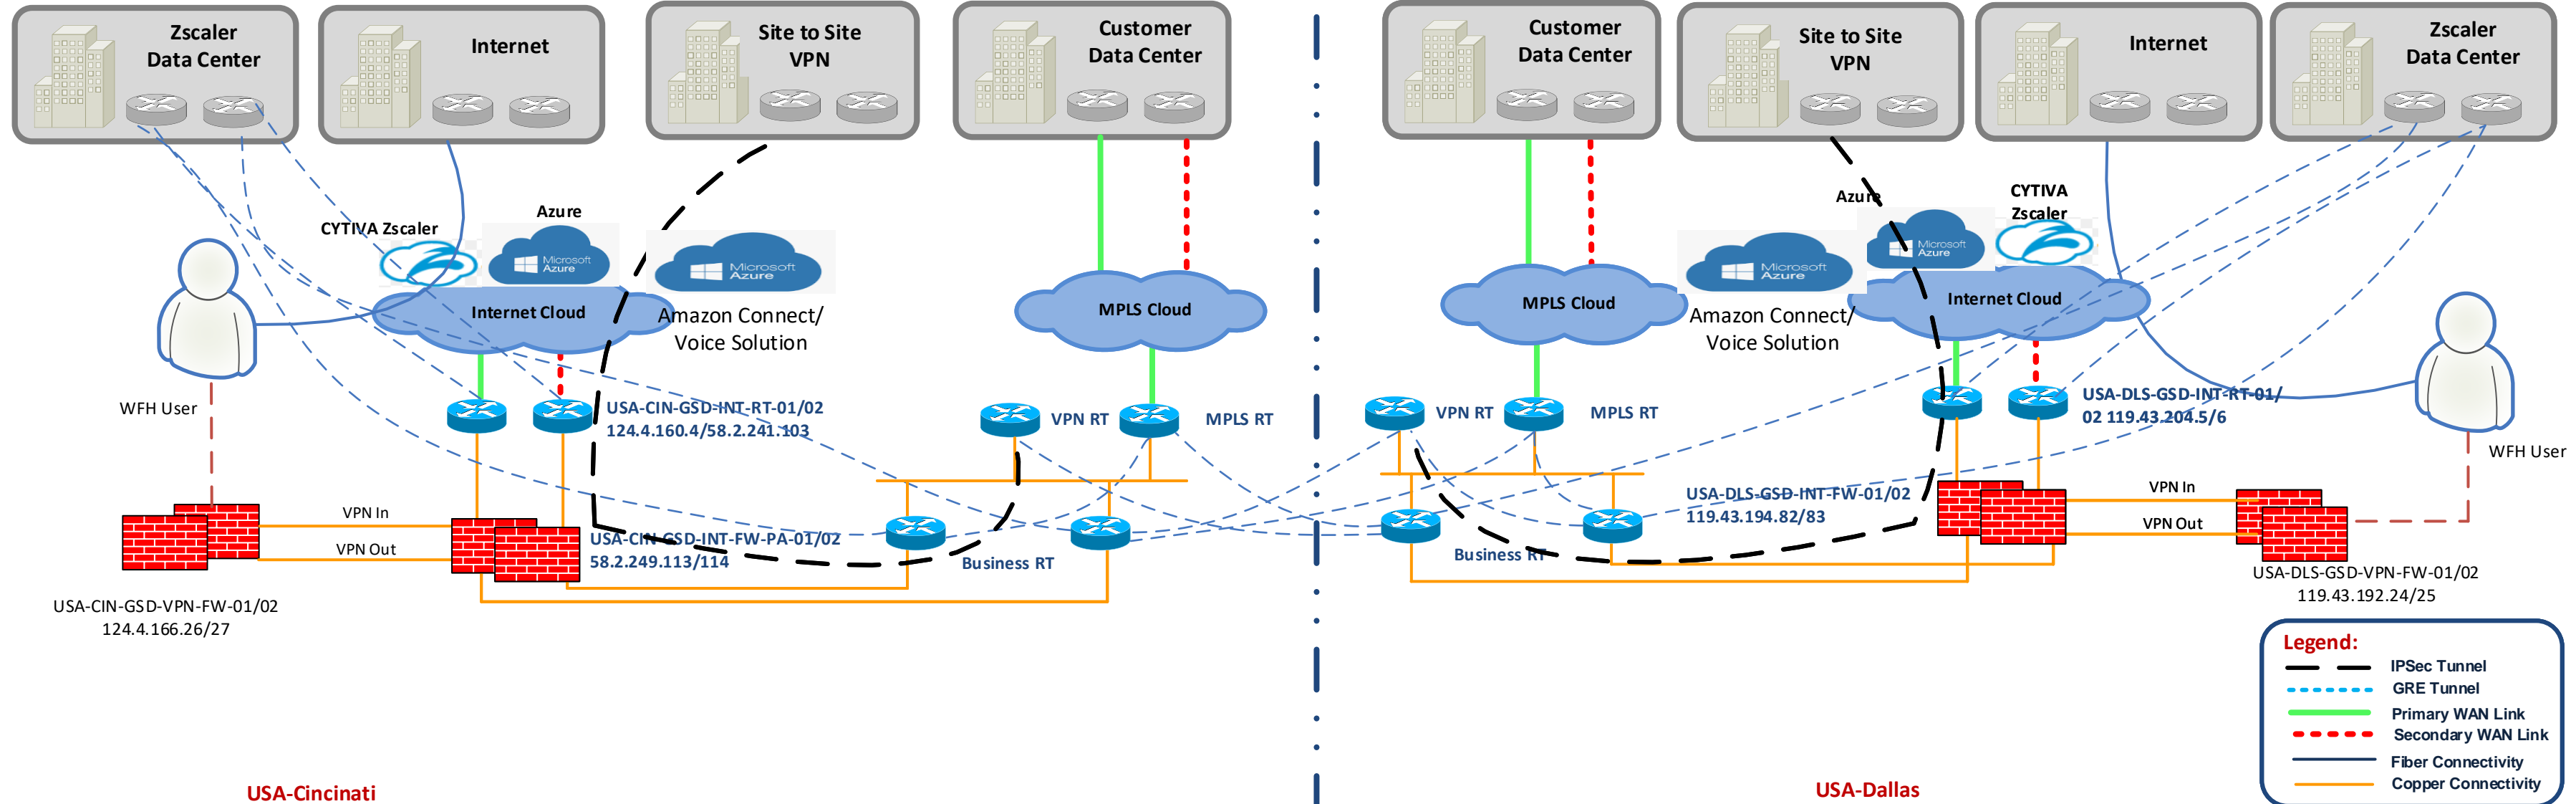 Zscaler
Data Center
Internet
Site to Site
VPN
Customer
Data Center
Customer
Data Center
Site to Site
VPN
Internet
Zscaler
Data Center
CYTIVA Zscaler
Azure
Microsoft
Azure
Microsoft
Azure
Internet Cloud
Amazon Connect/
Voice Solution
MPLS Cloud
MPLS Cloud
Microsoft
Azure
Amazon Connect/
Voice Solution
Azure
Microsoft
Azure
CYTIVA
Zscaler
Internet Cloud
WFH User
USA-CIN-GSD-INT-RT-01/02
124.4.160.4/58.2.241.103
VPN RT
MPLS RT
VPN RT
MPLS RT
USA-DLS-GSD-INT-RT-01/
02 119.43.204.5/6
WFH User
VPN In
VPN Out
USA-CIN-GSD-INT-FW-PA-01/02
58.2.249.113/114
Business RT
Business RT
USA-DLS-GSD-INT-FW-01/02
119.43.194.82/83
VPN In
VPN Out
USA-CIN-GSD-VPN-FW-01/02
124.4.166.26/27
USA-DLS-GSD-VPN-FW-01/02
119.43.192.24/25
Legend:
IPSec Tunnel
GRE Tunnel
Primary WAN Link
Secondary WAN Link
Fiber Connectivity
Copper Connectivity
USA-Cincinati
USA-Dallas